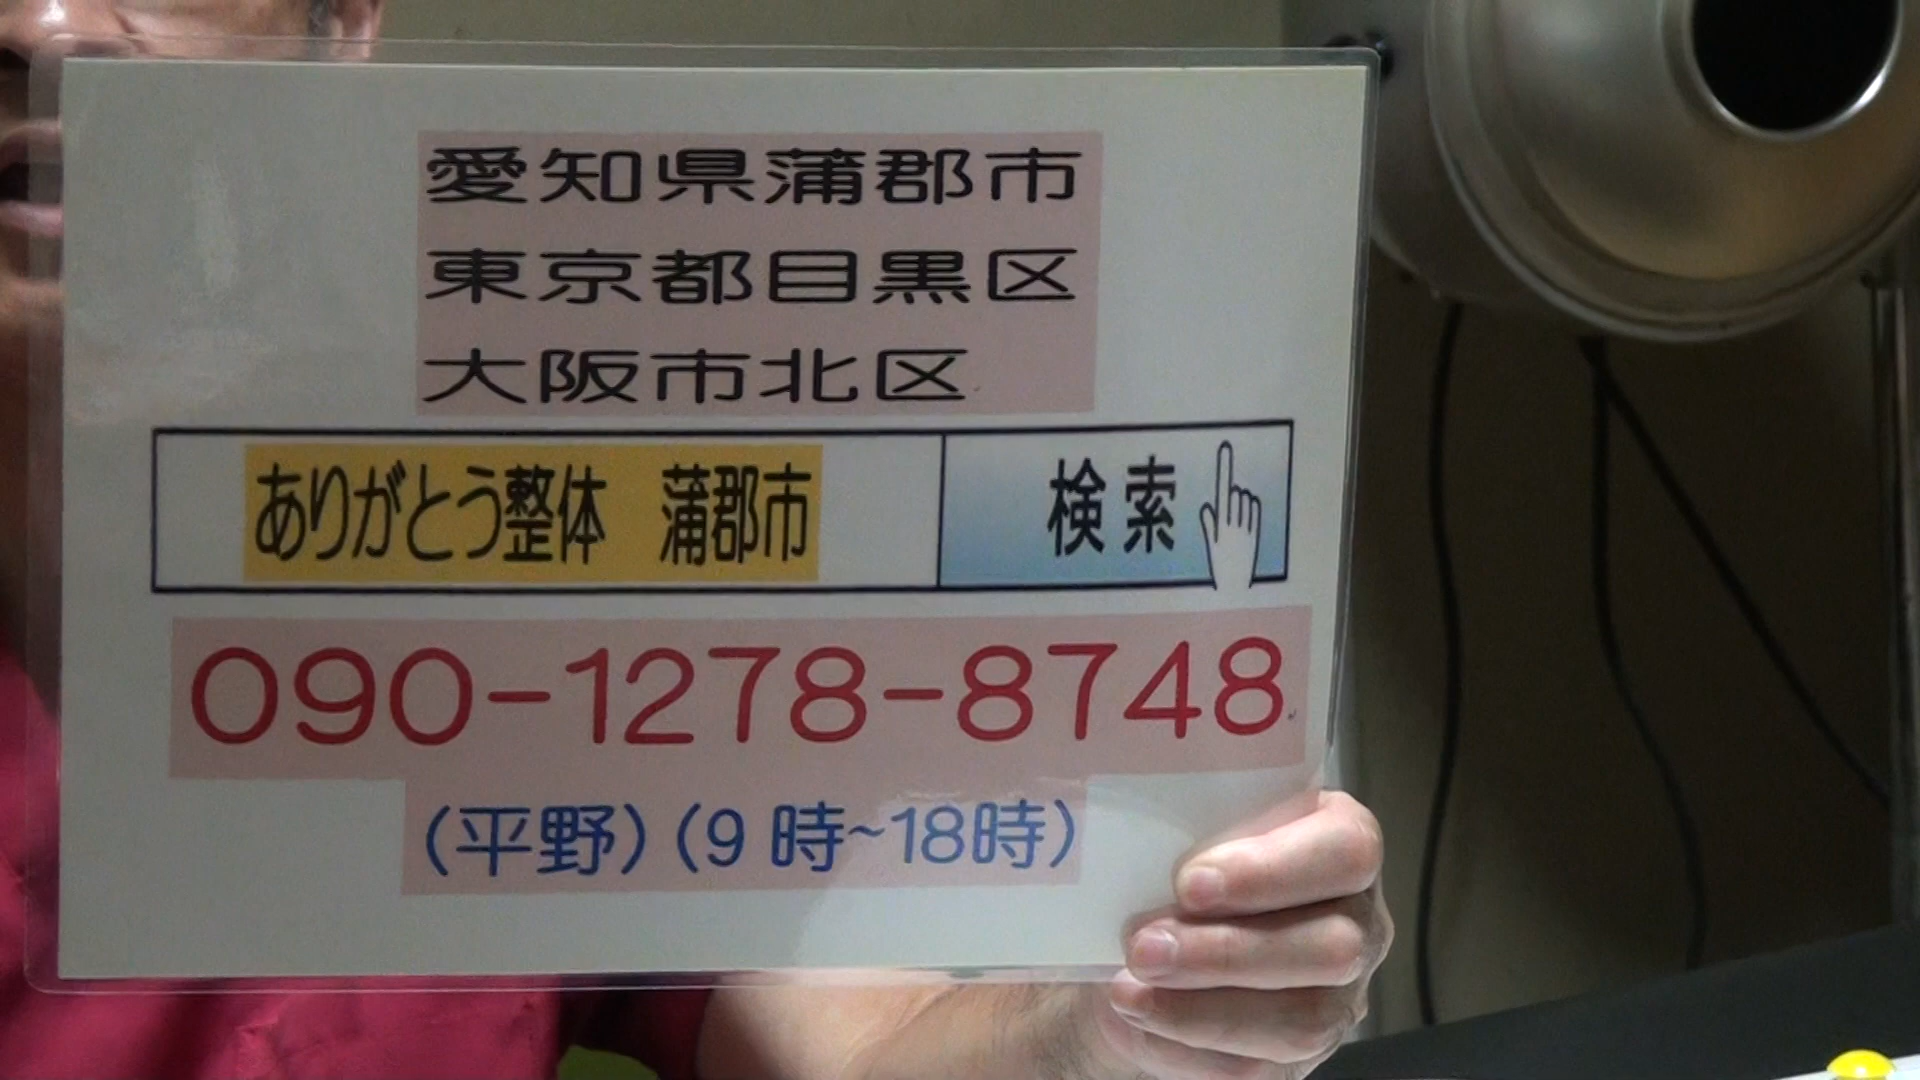 愛知県蒲郡市
東京都目黒区
大阪市北区
ありがとう整体　蒲郡市　検索
090-1278-8748
(平野)(9時~18時)